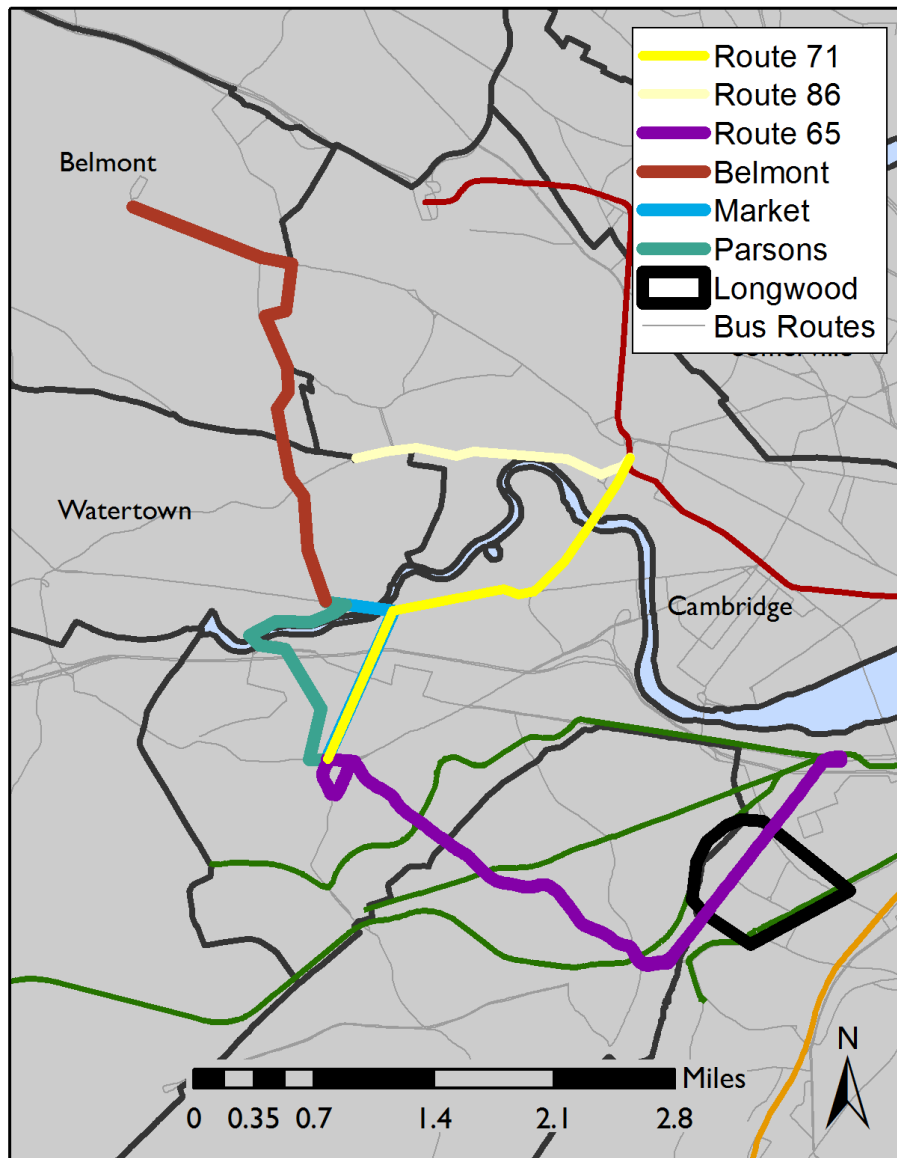 Route 71
Route 86
Route 65
Belmont
Market
Parsons
Longwood
Bus Routes
Belmont
Watertown
Cambridge
N
Miles
0 0.35 0.7 1.4 2.1 2.8